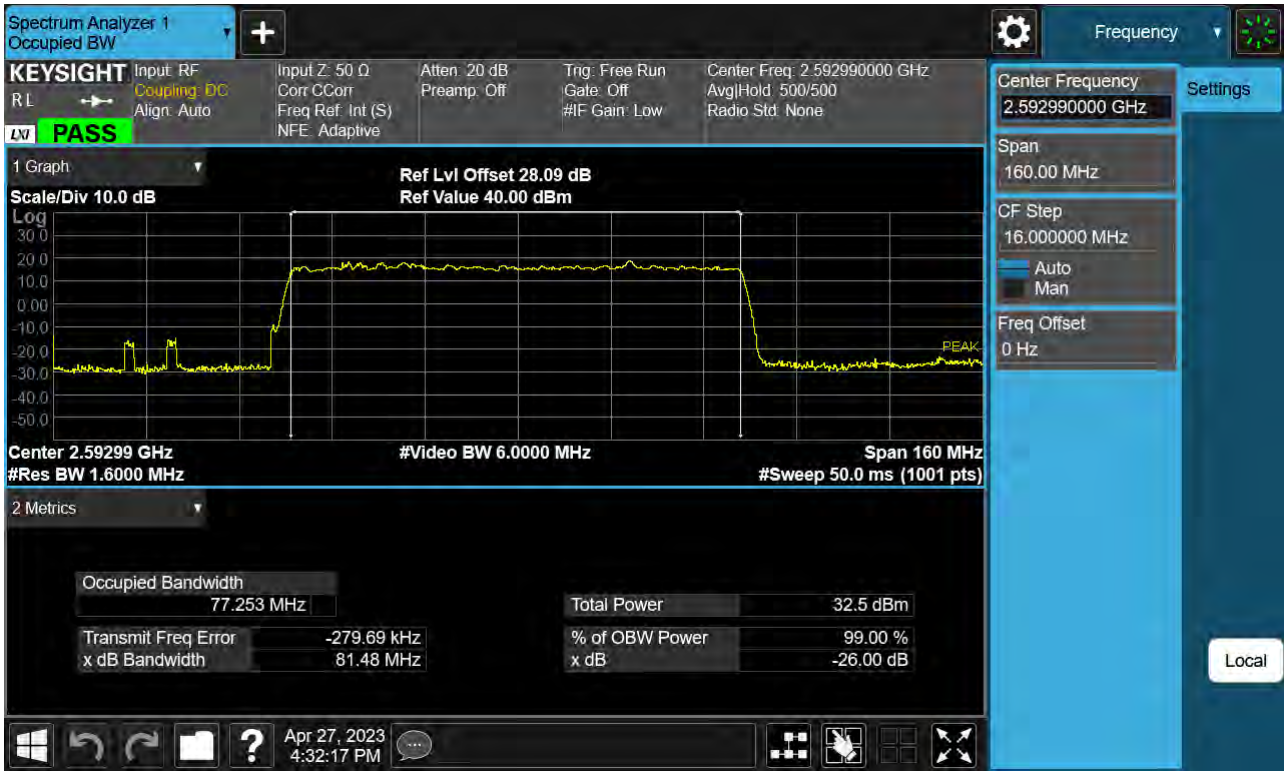 Spectrum Analyzer 1
Occupied BW
Frequency
KEYSIGHT
RL
LXI
PASS
Input: RF
Coupling: DC
Align: Auto
Input Z: 50 Ω
Corr CCorr
Freq Ref: Int (S)
NFE: Adaptive
Atten: 20 dB
Preamp: Off
Trig: Free Run
Gate: Off
#IF Gain: Low
Center Freq: 2.592990000 GHz
Avg|Hold: 500/500
Radio Std: None
Center Frequency
2.592990000 GHz
Settings
Span
160.00 MHz
CF Step
16.000000 MHz
Auto
Man
Freq Offset
0 Hz
Local
1 Graph
Scale/Div 10.0 dB
Ref Lvl Offset 28.09 dB
Ref Value 40.00 dBm
Log
30.0
20.0
10.0
0.00
-10.0
-20.0
-30.0
-40.0
-50.0
PEAK
Center 2.59299 GHz
#Video BW 6.0000 MHz
Span 160 MHz
#Res BW 1.6000 MHz
#Sweep 50.0 ms (1001 pts)
2 Metrics
Occupied Bandwidth
77.253 MHz
Total Power 32.5 dBm
Transmit Freq Error -279.69 kHz
% of OBW Power 99.00 %
x dB Bandwidth 81.48 MHz
x dB -26.00 dB
?
Apr 27, 2023
4:32:17 PM